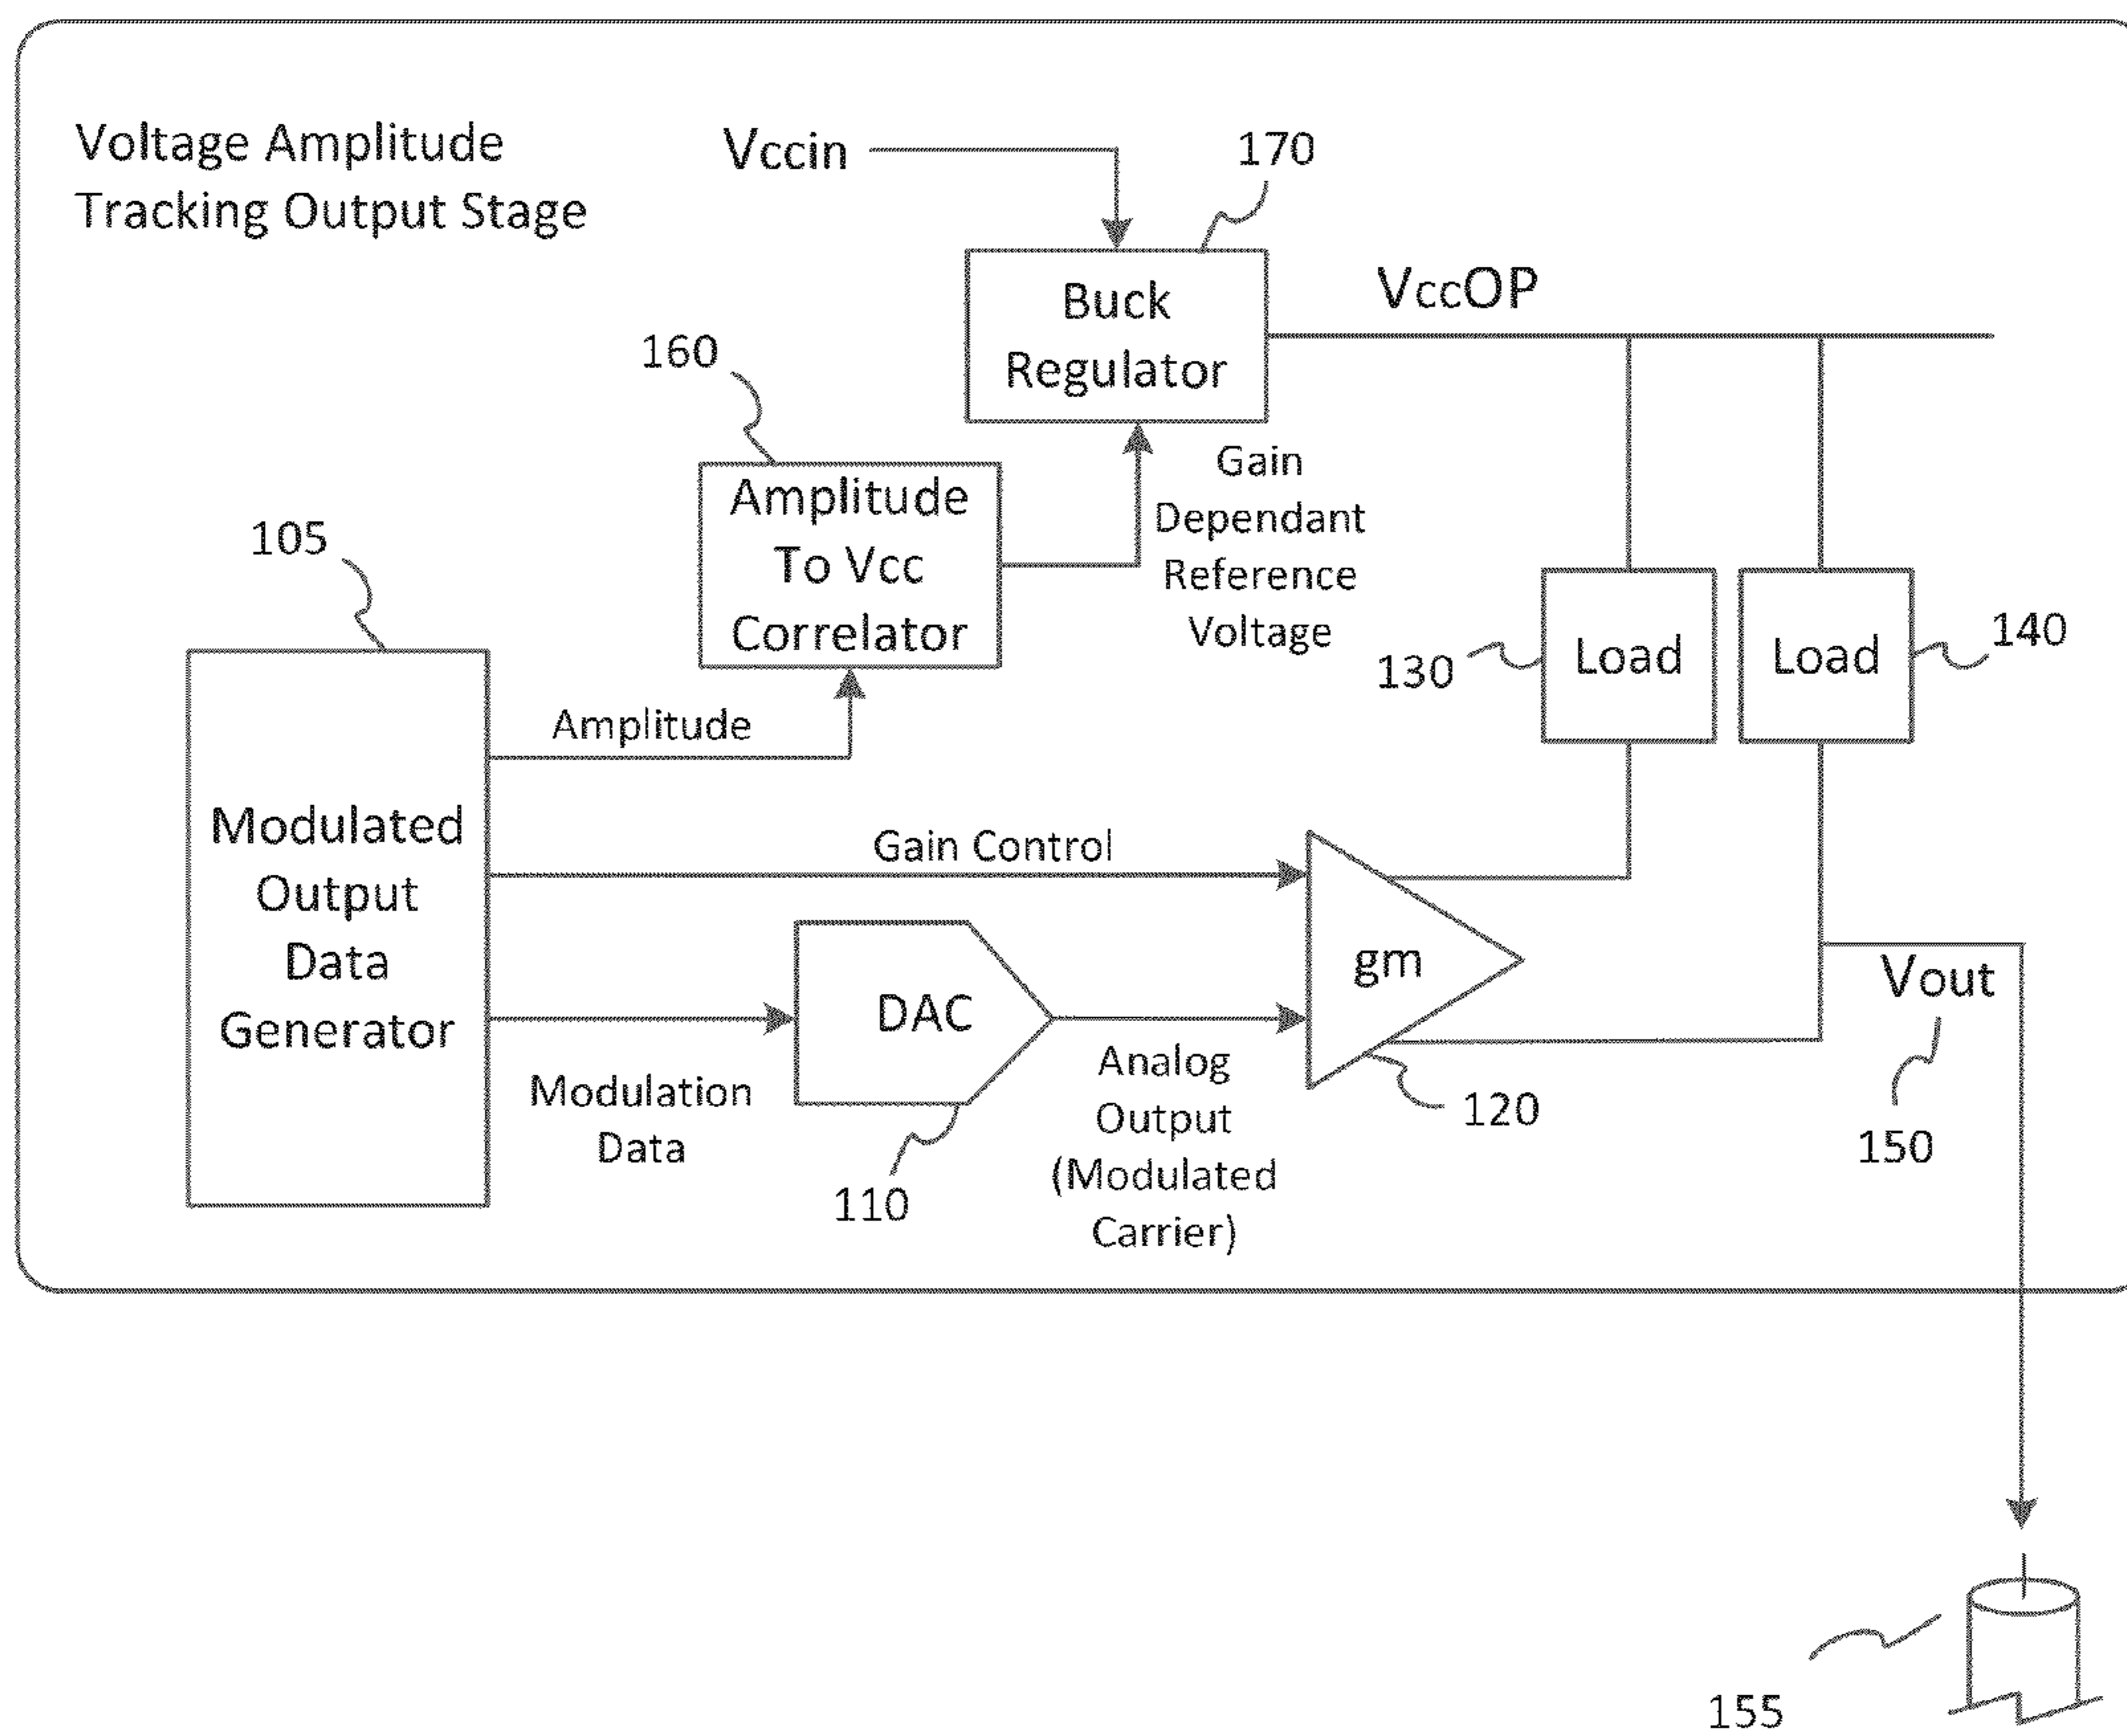 Voltage Amplitude
Tracking Output Stage
Vccin
170
Buck
Regulator
VccOP
160
Amplitude
To Vcc
Correlator
Gain
Dependant
Reference
Voltage
105
Modulated
Output
Data
Generator
Amplitude
130
Load
Load
140
Gain Control
gm
DAC
Modulation
Data
110
Analog
Output
(Modulated
Carrier)
120
Vout
150
155